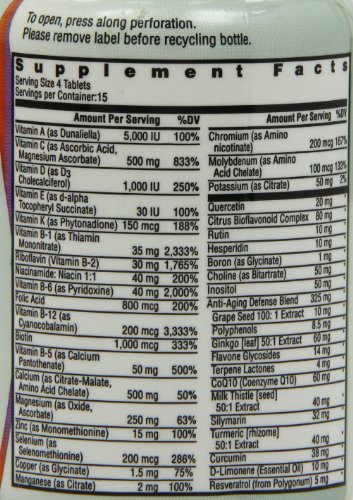 To open, press along perforation.
Please remove label before recycling bottle.
Supplement Facts
Serving Size 4 Tablets
Servings per Container:15
Amount Per Serving %DV
Vitamin A (as Dunaliella) 5,000 IU 100%
Vitamin C (as Ascorbic Acid,
Magnesium Ascorbate) 500 mg 833%
Vitamin D (as D3
Cholecalciferol) 1,000 IU 250%
Vitamin E (as d-alpha
Tocopheryl Succinate) 30 IU 100%
Vitamin K (as Phytonadione) 150 mcg 188%
Vitamin B-1 (as Thiamin
Mononitrate) 35 mg 2,333%
Riboflavin (Vitamin B-2) 30 mg 1,765%
Niacinamide: Niacin 1:1 40 mg 200%
Vitamin B-6 (as Pyridoxine) 40 mg 2,000%
Folic Acid 800 mcg 200%
Vitamin B-12 (as
Cyanocobalamin) 200 mcg 3,333%
Biotin 1,000 mcg 333%
Vitamin B-5 (as Calcium
Pantothenate) 50 mg 500%
Calcium (as Citrate-Malate,
Amino Acid Chelate) 500 mg 50%
Magnesium (as Oxide,
Ascorbate) 250 mg 63%
Zinc (as Monomethionine) 15 mg 100%
Selenium (as
Selenomethionine) 200 mcg 286%
Copper (as Glycinate) 1.5 mg 75%
Manganese (as Citrate) 2 mg 100%
Amount Per Serving %DV
Chromium (as Amino
nicotinate) 200 mcg 167%
Molybdenum (as Amino
Acid Chelate) 100 mcg 133%
Potassium (as Citrate) 50 mg 2%
Quercetin 20 mg
Citrus Bioflavonoid Complex 80 mg
Rutin 10 mg
Hesperidin 10 mg
Boron (as Glycinate) 1 mg
Choline (as Bitartrate) 50 mg
Inositol 50 mg
Anti-Aging Defense Blend 325 mg
Grape Seed 100: 1 Extract 10 mg
Polyphenols 8.5 mg
Ginkgo [leaf] 50:1 Extract 60 mg
Flavone Glycosides 14 mg
Terpene Lactones 4 mg
CoQ10 (Coenzyme Q10) 60 mg
Milk Thistle [seed]
50:1 Extract 40 mg
Silymarin 32 mg
Turmeric [rhizome]
50:1 Extract 40 mg
Curcumin 38 mg
D-Limonene (Essential Oil) 10 mg
Resveratrol (from Polygonum) 5 mg